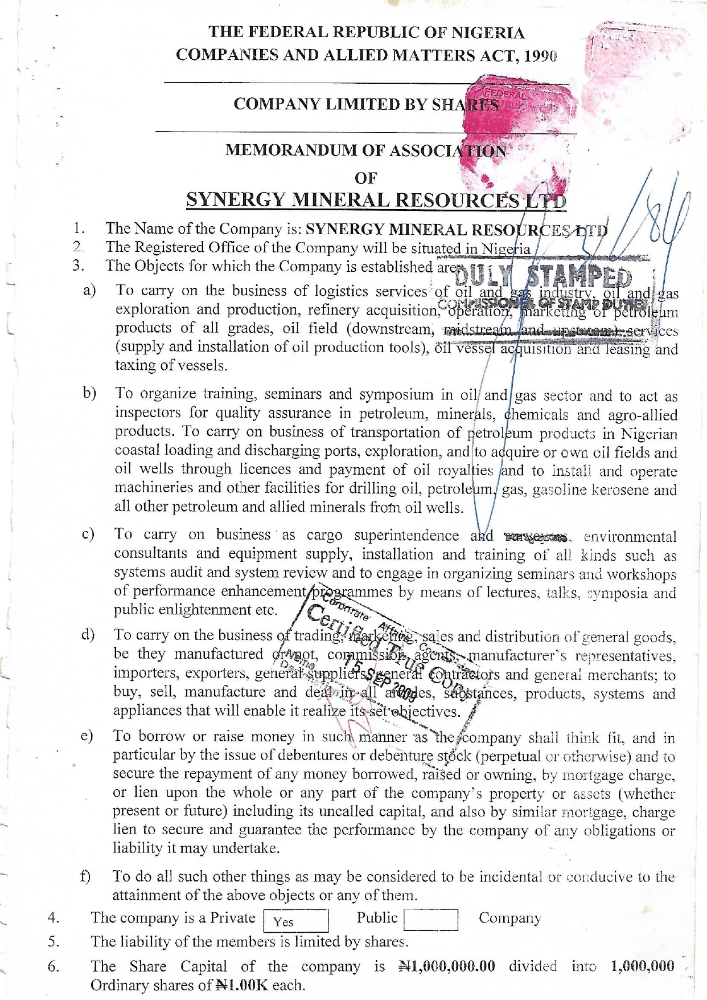 THE FEDERAL REPUBLIC OF NIGERIA
COMPANIES AND ALLIED MATTERS ACT, 1990
FEDERAL
COMPANY LIMITED BY SHARES
MEMORANDUM OF ASSOCIATION
OF
SYNERGY MINERAL RESOURCES LTD
1. The Name of the Company is: SYNERGY MINERAL RESOURCES LTD
2. The Registered Office of the Company will be situated in Nigeria
3. The Objects for which the Company is established are:
DULY STAMPED
a) To carry on the business of logistics services of oil and gas industry, oil and gas
COMMISSIONER OF STAMP DUTIES
exploration and production, refinery acquisition, operation, marketing of petroleum
products of all grades, oil field (downstream, midstream and upstream) services
(supply and installation of oil production tools), oil vessel acquisition and leasing and
taxing of vessels.
b) To organize training, seminars and symposium in oil and gas sector and to act as
inspectors for quality assurance in petroleum, minerals, chemicals and agro-allied
products. To carry on business of transportation of petroleum products in Nigerian
coastal loading and discharging ports, exploration, and to acquire or own oil fields and
oil wells through licences and payment of oil royalties and to install and operate
machineries and other facilities for drilling oil, petroleum, gas, gasoline kerosene and
all other petroleum and allied minerals from oil wells.
c) To carry on business as cargo superintendence and surveyors, environmental
consultants and equipment supply, installation and training of all kinds such as
systems audit and system review and to engage in organizing seminars and workshops
of performance enhancement programmes by means of lectures, talks, symposia and
public enlightenment etc.
Corporate Affairs Commission
Certified True Copy
15 SEP 2009
Name
d) To carry on the business of trading, marketing, sales and distribution of general goods,
be they manufactured or not, commission agents, manufacturer's representatives,
importers, exporters, general suppliers, general contractors and general merchants; to
buy, sell, manufacture and deal in all articles, substances, products, systems and
appliances that will enable it realize its set objectives.
e) To borrow or raise money in such manner as the company shall think fit, and in
particular by the issue of debentures or debenture stock (perpetual or otherwise) and to
secure the repayment of any money borrowed, raised or owning, by mortgage charge,
or lien upon the whole or any part of the company's property or assets (whether
present or future) including its uncalled capital, and also by similar mortgage, charge
lien to secure and guarantee the performance by the company of any obligations or
liability it may undertake.
f) To do all such other things as may be considered to be incidental or conducive to the
attainment of the above objects or any of them.
4. The company is a Private Yes Public Company
5. The liability of the members is limited by shares.
6. The Share Capital of the company is ₦1,000,000.00 divided into 1,000,000
Ordinary shares of ₦1.00K each.